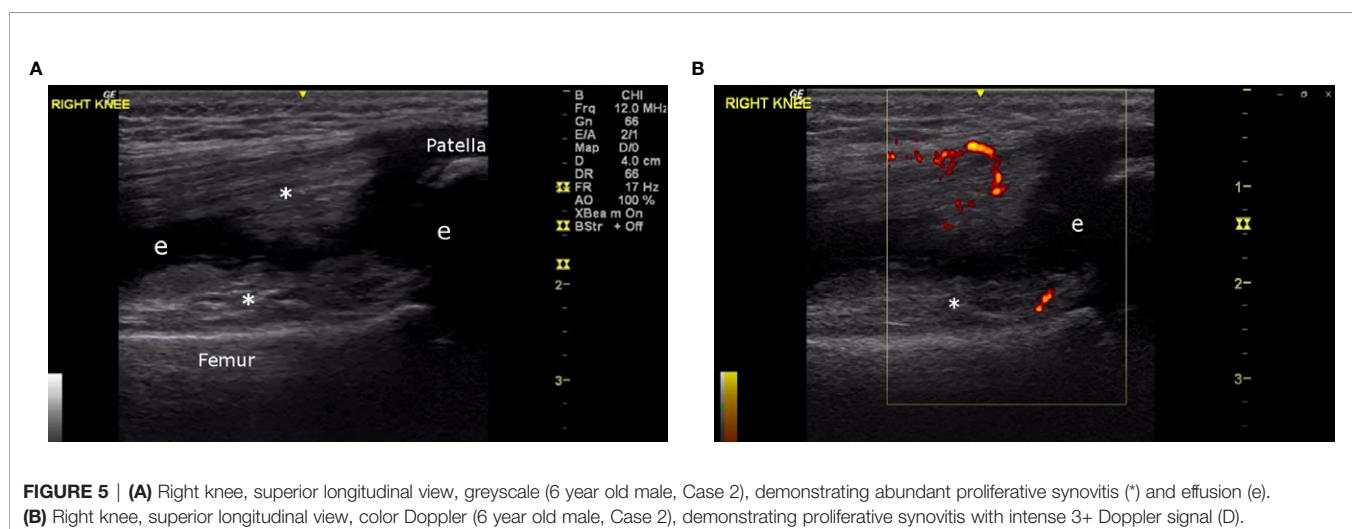 A
B
GE
RIGHT KNEE
B CHI
Frq 12.0 MHz
Gn 66
E/A 2/1
Map D/0
D 4.0 cm
DR 66
FR 17 Hz
AO 100 %
XBeam On
BStr + Off
Patella
*
e
e
*
2
Femur
3
GE
RIGHT KNEE
1
e
2
*
3
FIGURE 5 | (A) Right knee, superior longitudinal view, greyscale (6 year old male, Case 2), demonstrating abundant proliferative synovitis (*) and effusion (e).
(B) Right knee, superior longitudinal view, color Doppler (6 year old male, Case 2), demonstrating proliferative synovitis with intense 3+ Doppler signal (D).